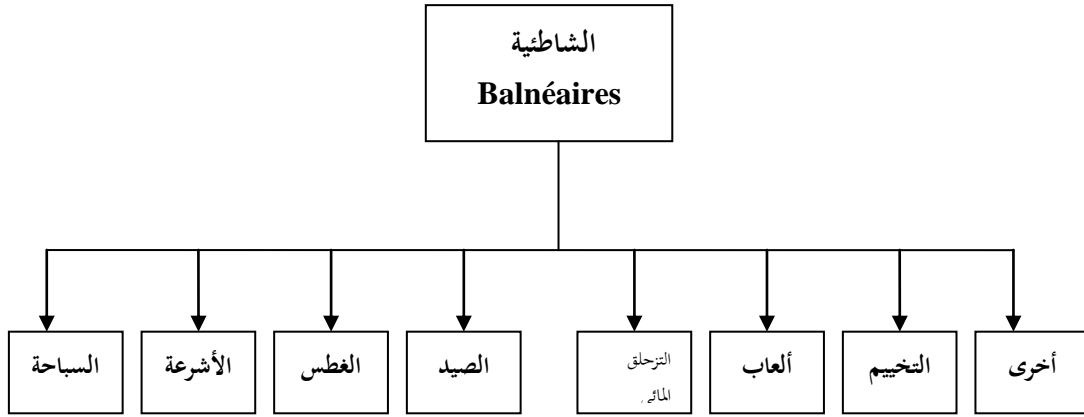 الشاطئية
Balnéaires
أخرى
التخييم
ألعاب
التزحلق
المائي
الصيد
الغطس
الأشرعة
السباحة